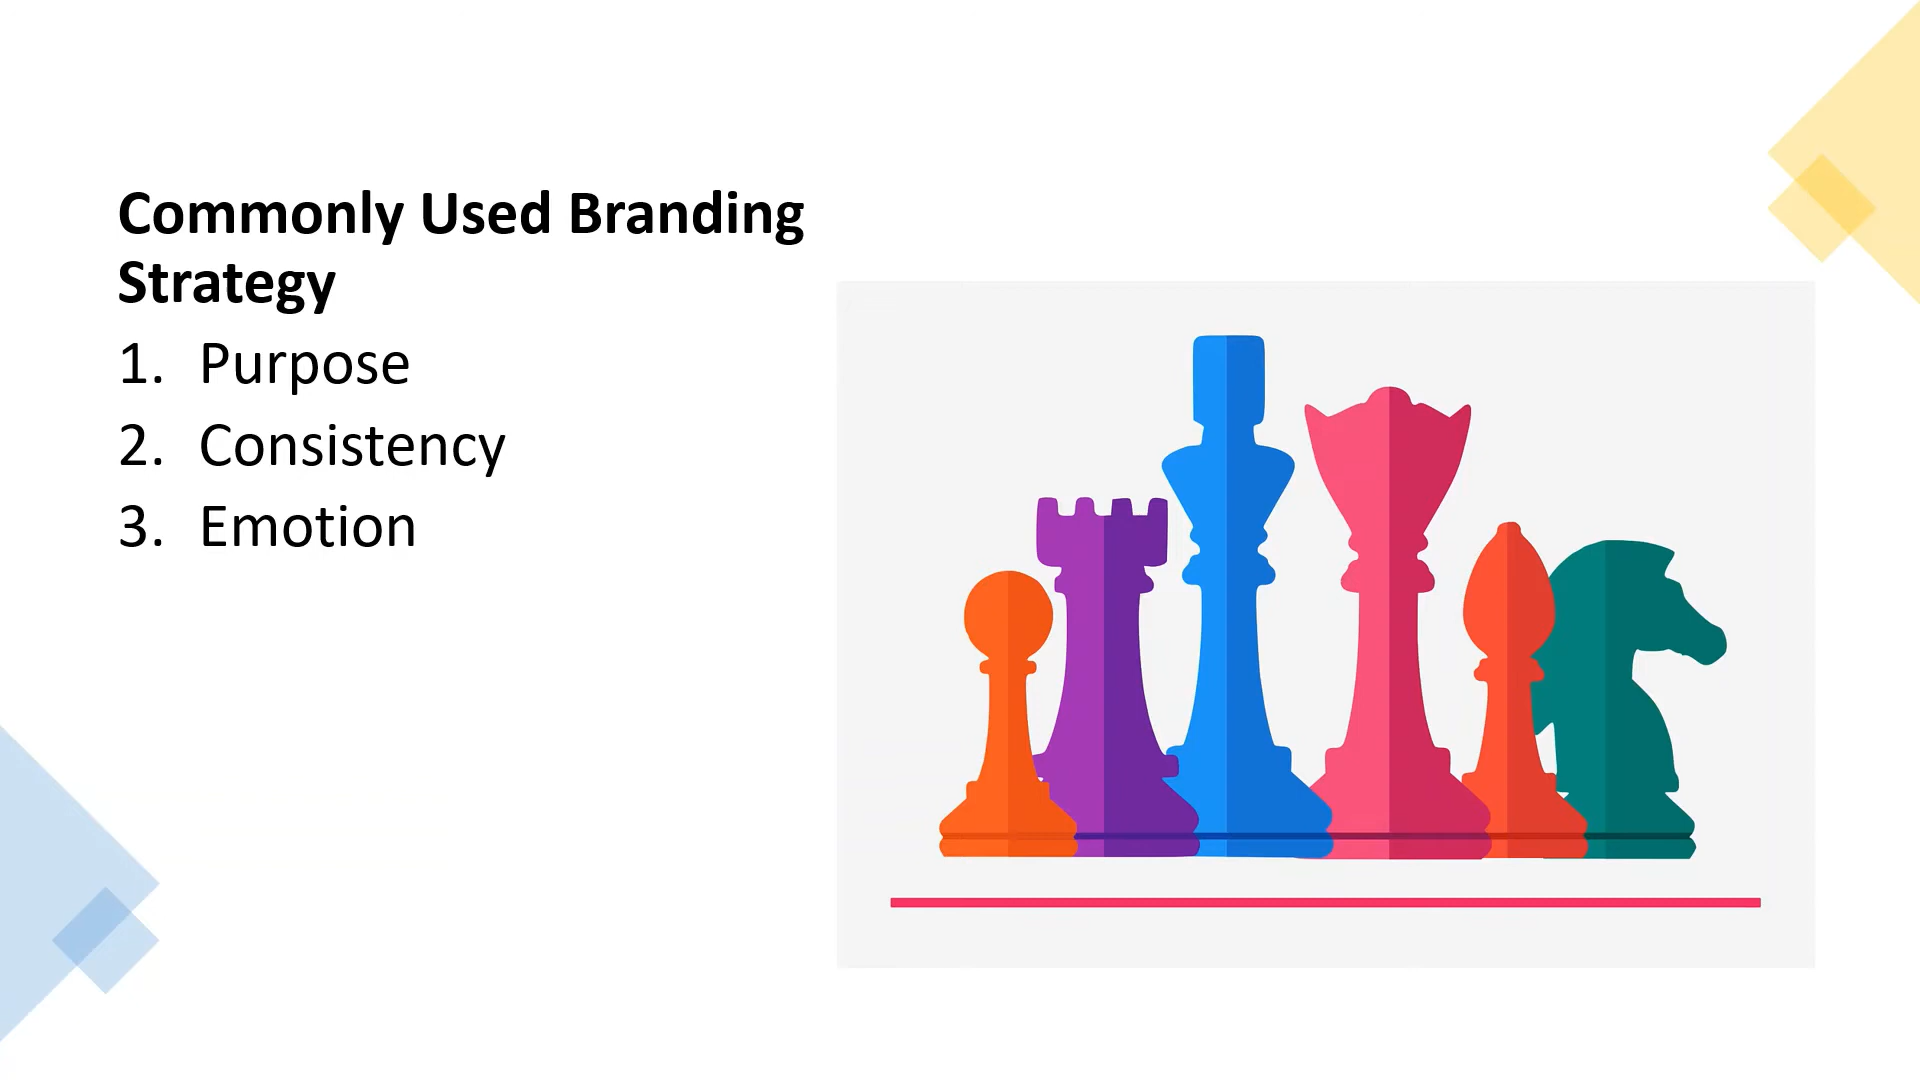 Commonly Used Branding
Strategy
1. Purpose
2. Consistency
3. Emotion